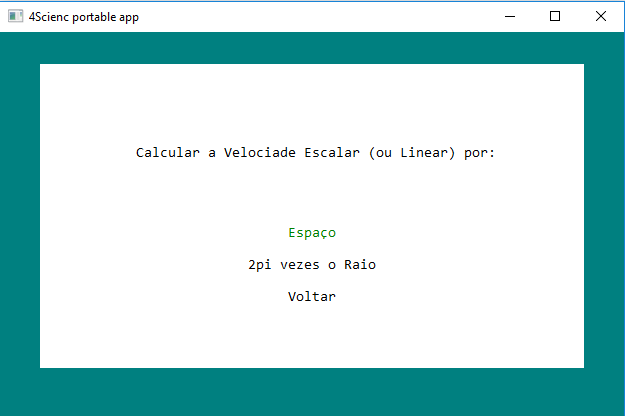 4Scienc portable app
Calcular a Velociade Escalar (ou Linear) por:
Espaço
2pi vezes o Raio
Voltar